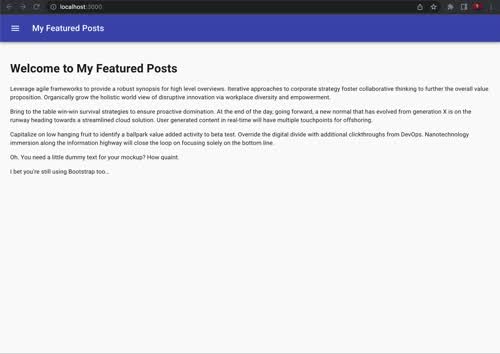 localhost:3000
My Featured Posts
Welcome to My Featured Posts
Leverage agile frameworks to provide a robust synopsis for high level overviews. Iterative approaches to corporate strategy foster collaborative thinking to further the overall value
proposition. Organically grow the holistic world view of disruptive innovation via workplace diversity and empowerment.
Bring to the table win-win survival strategies to ensure proactive domination. At the end of the day, going forward, a new normal that has evolved from generation X is on the
runway heading towards a streamlined cloud solution. User generated content in real-time will have multiple touchpoints for offshoring.
Capitalize on low hanging fruit to identify a ballpark value added activity to beta test. Override the digital divide with additional clickthroughs from DevOps. Nanotechnology
immersion along the information highway will close the loop on focusing solely on the bottom line.
Oh. You need a little dummy text for your mockup? How quaint.
I bet you're still using Bootstrap too…